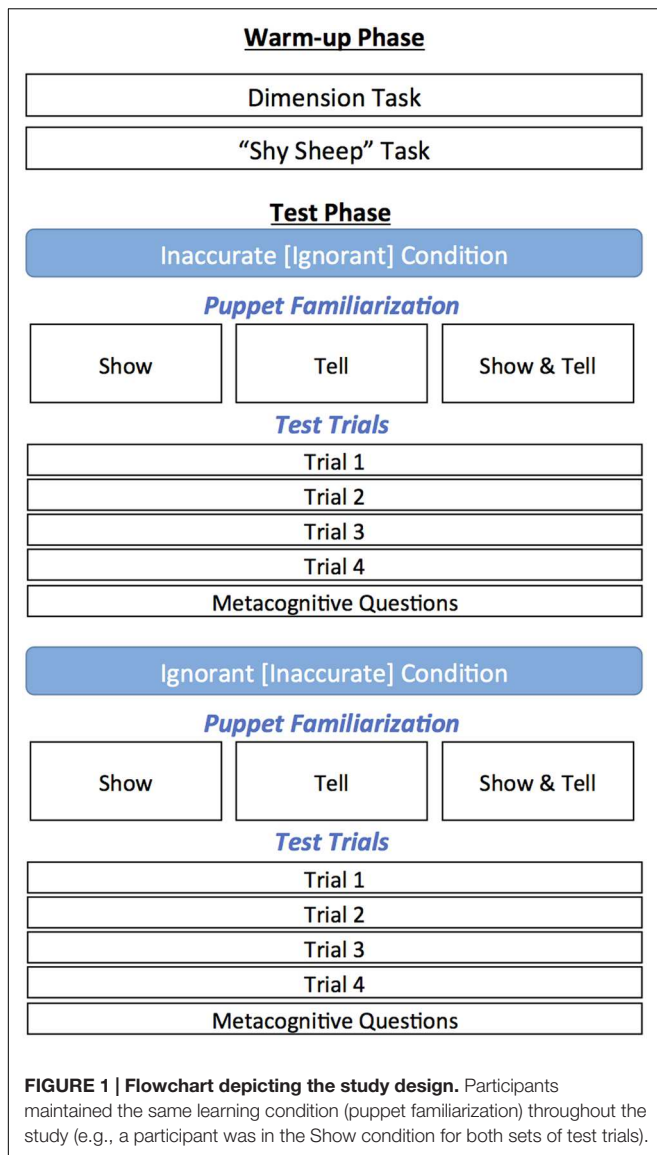 Warm-up Phase
Dimension Task
“Shy Sheep” Task
Test Phase
Inaccurate [Ignorant] Condition
Puppet Familiarization
Show
Tell
Show & Tell
Test Trials
Trial 1
Trial 2
Trial 3
Trial 4
Metacognitive Questions
Ignorant [Inaccurate] Condition
Puppet Familiarization
Show
Tell
Show & Tell
Test Trials
Trial 1
Trial 2
Trial 3
Trial 4
Metacognitive Questions
FIGURE 1 | Flowchart depicting the study design. Participants
maintained the same learning condition (puppet familiarization) throughout the
study (e.g., a participant was in the Show condition for both sets of test trials).